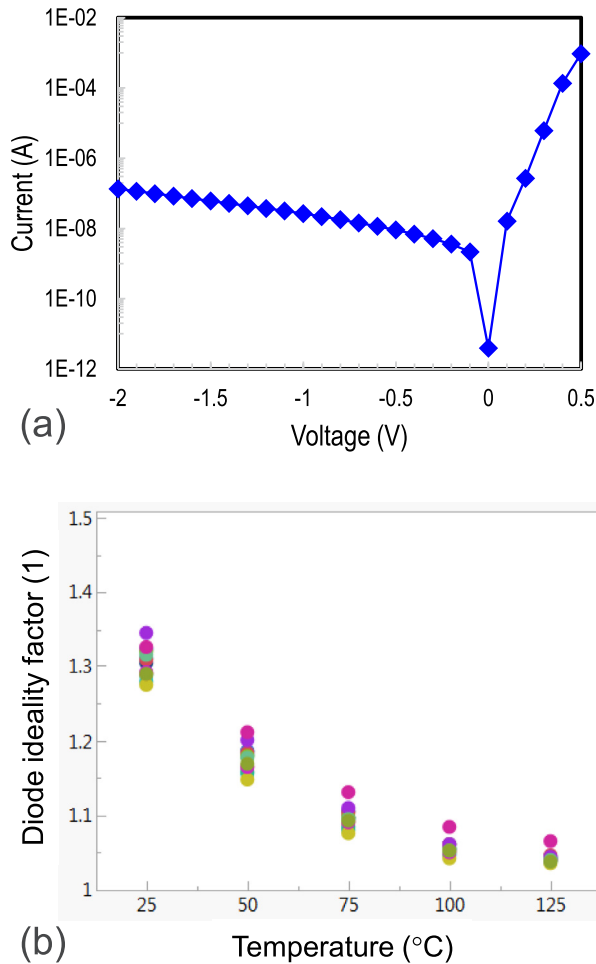 1E-02
1E-04
1E-06
1E-08
1E-10
1E-12
Current (A)
-2 -1.5 -1 -0.5 0 0.5
Voltage (V)
(a)
1.5
1.4
1.3
1.2
1.1
1
Diode ideality factor (1)
25 50 75 100 125
Temperature (°C)
(b)